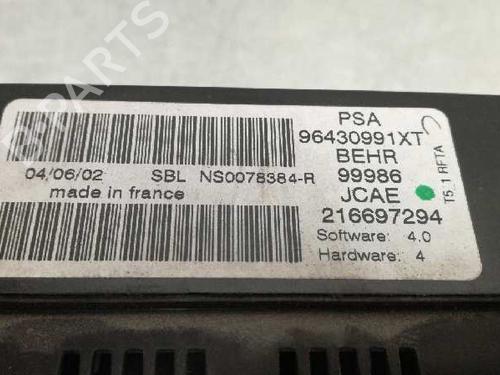 PSA
96430991XT
BEHR
99986
JCAE
216697294
Software: 4.0
Hardware: 4
T5.1 RFTA
04/06/02 SBL NS0078384-R
made in france
B PARTS